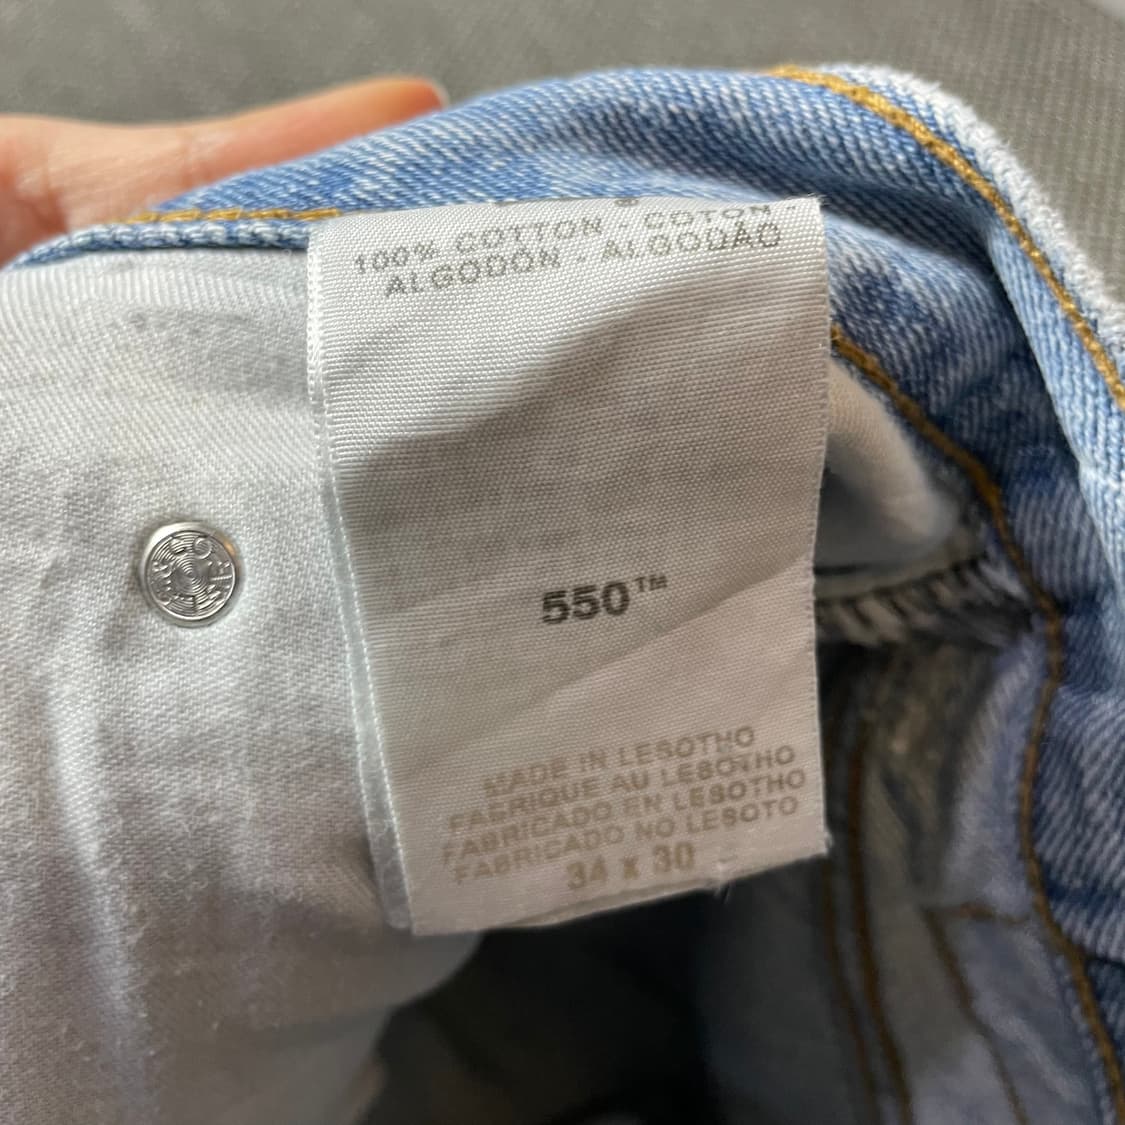 100% COTTON - COTON -
ALGODÓN - ALGODÃO
550™
MADE IN LESOTHO
FABRIQUE AU LESOTHO
FABRICADO EN LESOTHO
FABRICADO NO LESOTO
34 x 30